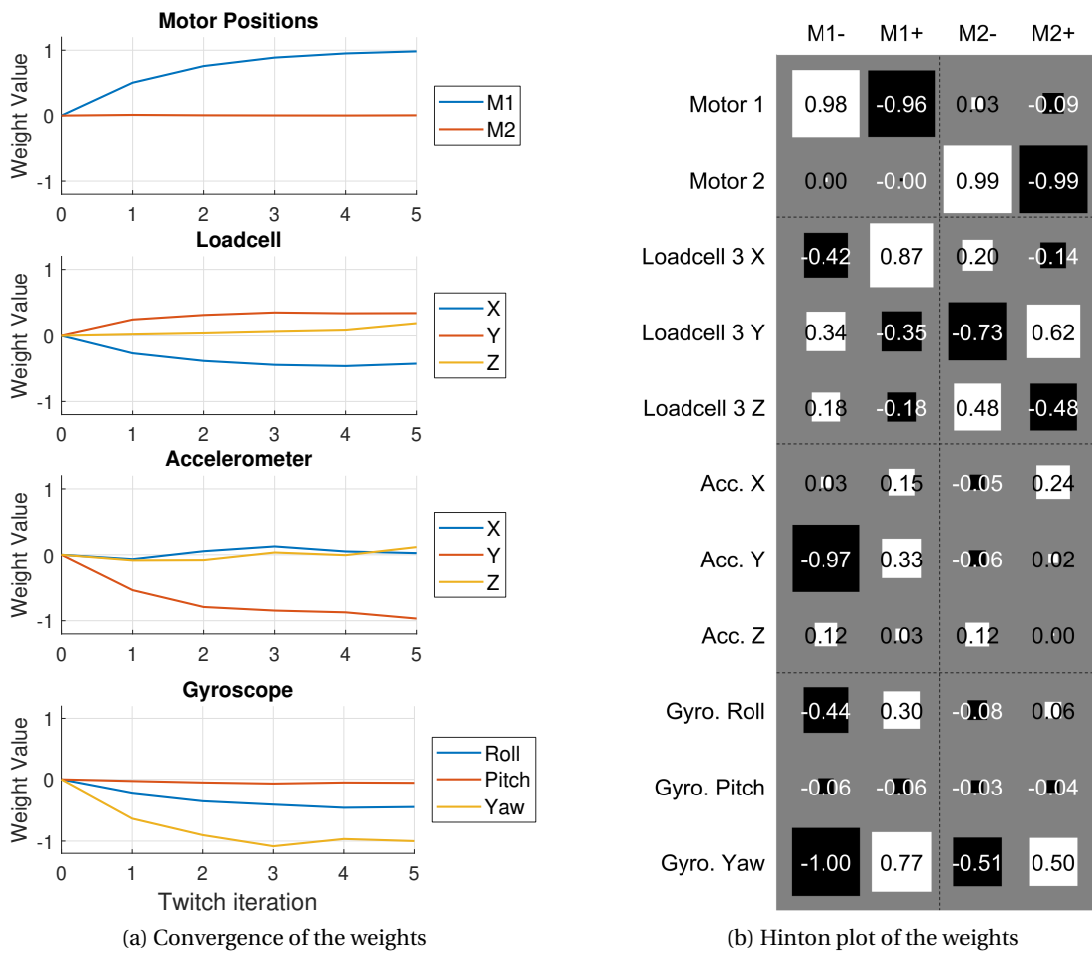 Motor Positions
Weight Value
1
0
-1
0 1 2 3 4 5
M1
M2
Loadcell
Weight Value
1
0
-1
0 1 2 3 4 5
X
Y
Z
Accelerometer
Weight Value
1
0
-1
0 1 2 3 4 5
X
Y
Z
Gyroscope
Weight Value
1
0
-1
0 1 2 3 4 5
Roll
Pitch
Yaw
Twitch iteration
(a) Convergence of the weights
M1- M1+ M2- M2+
Motor 1 0.98 -0.96 0.03 -0.09
Motor 2 0.00 -0.00 0.99 -0.99
Loadcell 3 X -0.42 0.87 0.20 -0.14
Loadcell 3 Y 0.34 -0.35 -0.73 0.62
Loadcell 3 Z 0.18 -0.18 0.48 -0.48
Acc. X 0.03 0.15 -0.05 0.24
Acc. Y -0.97 0.33 -0.06 0.02
Acc. Z 0.12 0.03 0.12 0.00
Gyro. Roll -0.44 0.30 -0.08 0.06
Gyro. Pitch -0.06 -0.06 -0.03 -0.04
Gyro. Yaw -1.00 0.77 -0.51 0.50
(b) Hinton plot of the weights